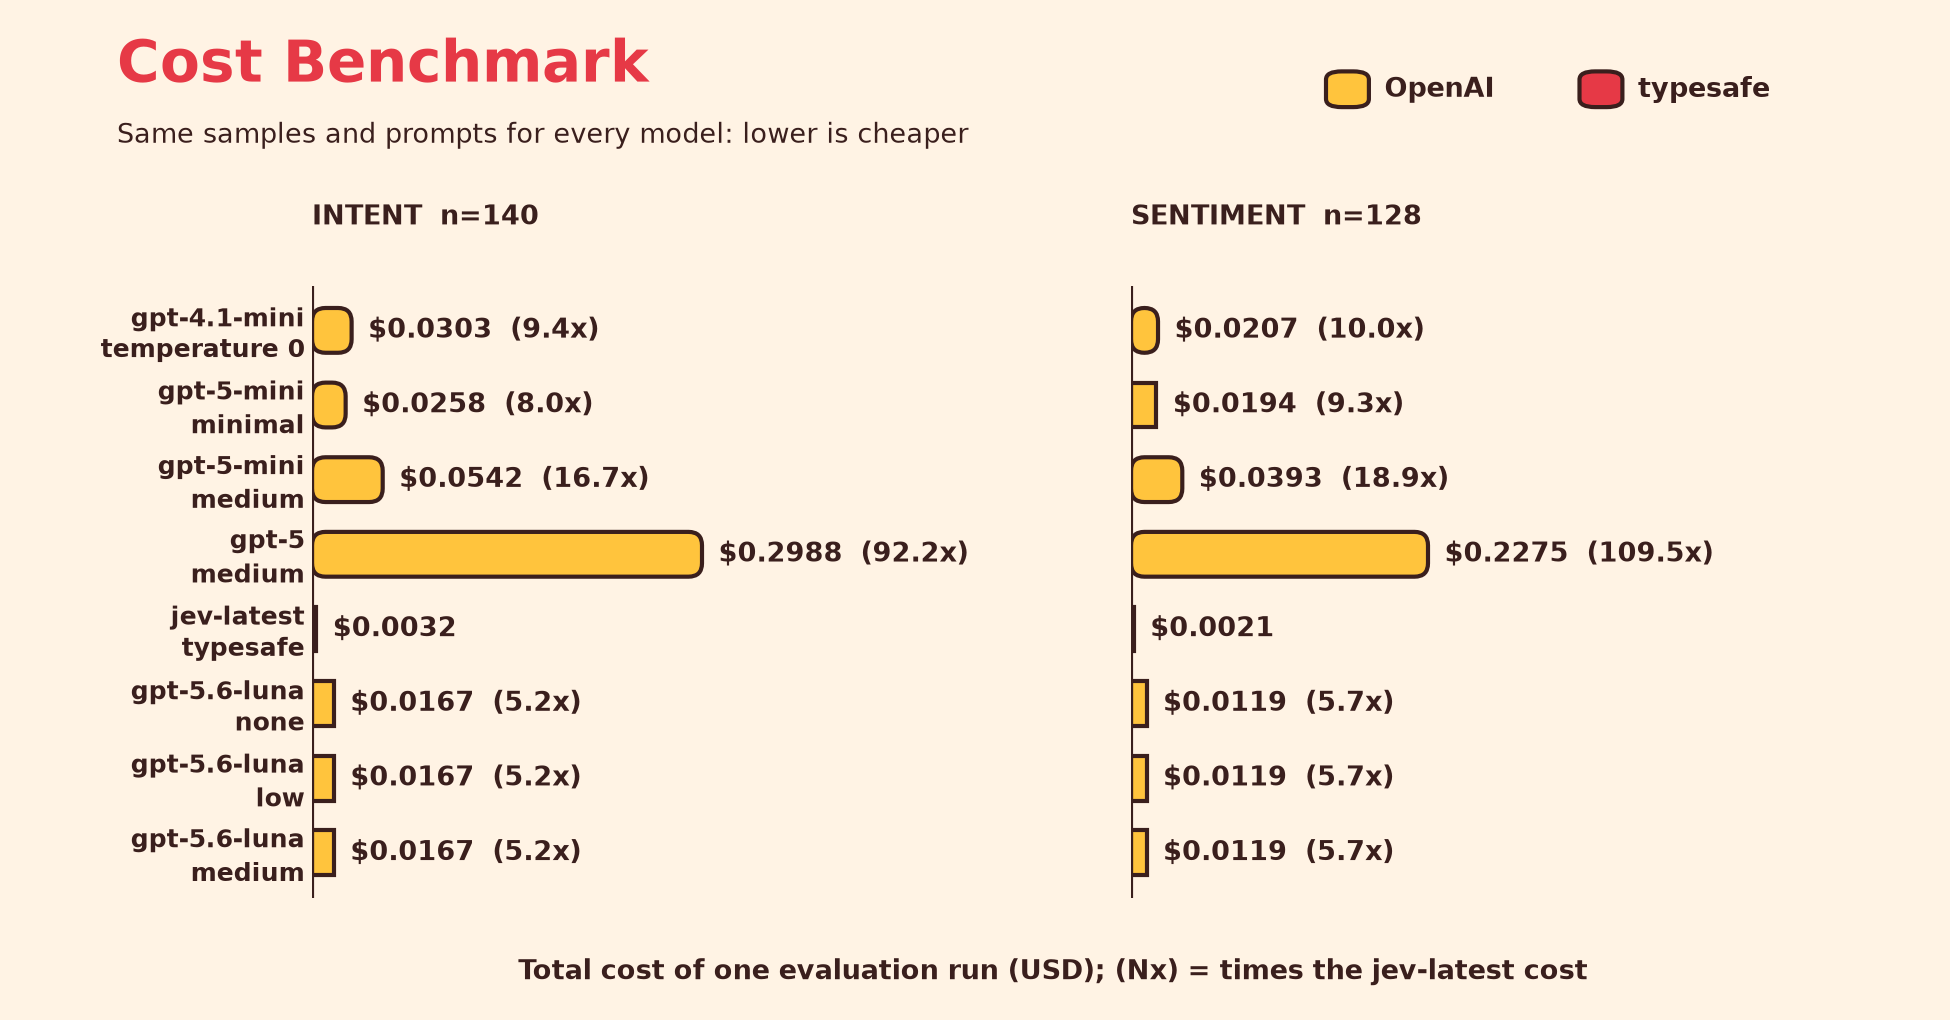 Cost Benchmark
OpenAI
typesafe
Same samples and prompts for every model: lower is cheaper
INTENT  n=140
gpt-4.1-mini
temperature 0
$0.0303  (9.4x)
gpt-5-mini
minimal
$0.0258  (8.0x)
gpt-5-mini
medium
$0.0542  (16.7x)
gpt-5
medium
$0.2988  (92.2x)
jev-latest
typesafe
$0.0032
gpt-5.6-luna
none
$0.0167  (5.2x)
gpt-5.6-luna
low
$0.0167  (5.2x)
gpt-5.6-luna
medium
$0.0167  (5.2x)
SENTIMENT  n=128
$0.0207  (10.0x)
$0.0194  (9.3x)
$0.0393  (18.9x)
$0.2275  (109.5x)
$0.0021
$0.0119  (5.7x)
$0.0119  (5.7x)
$0.0119  (5.7x)
Total cost of one evaluation run (USD); (Nx) = times the jev-latest cost